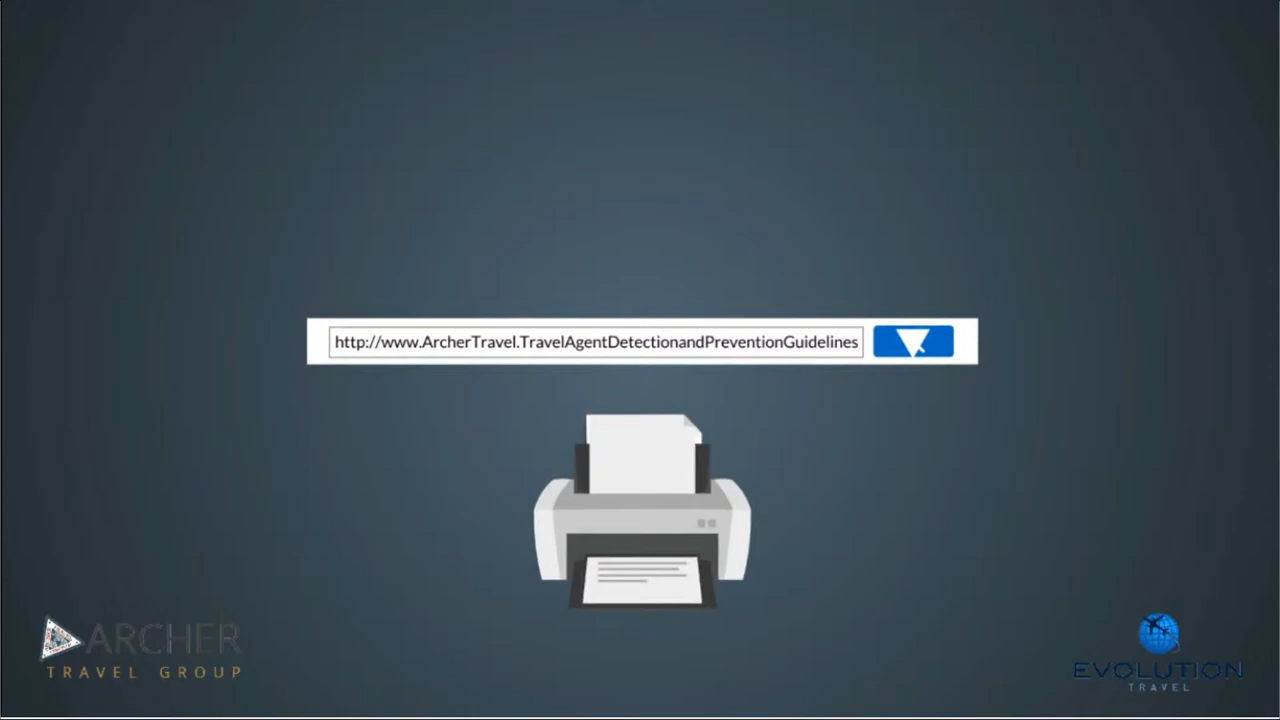 http://www.ArcherTravel.TravelAgentDetectionandPreventionGuidelines
ARCHER
TRAVEL GROUP
EVOLUTION
TRAVEL